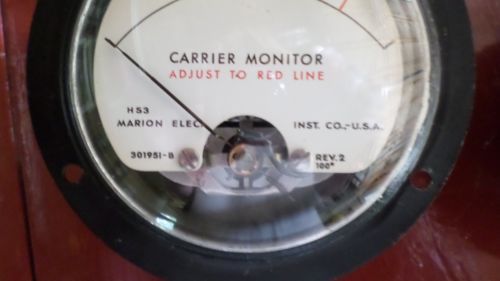 CARRIER MONITOR
ADJUST TO RED LINE
HS3
MARION ELEC. INST. CO.,-U.S.A.
301951-B REV.2
100°